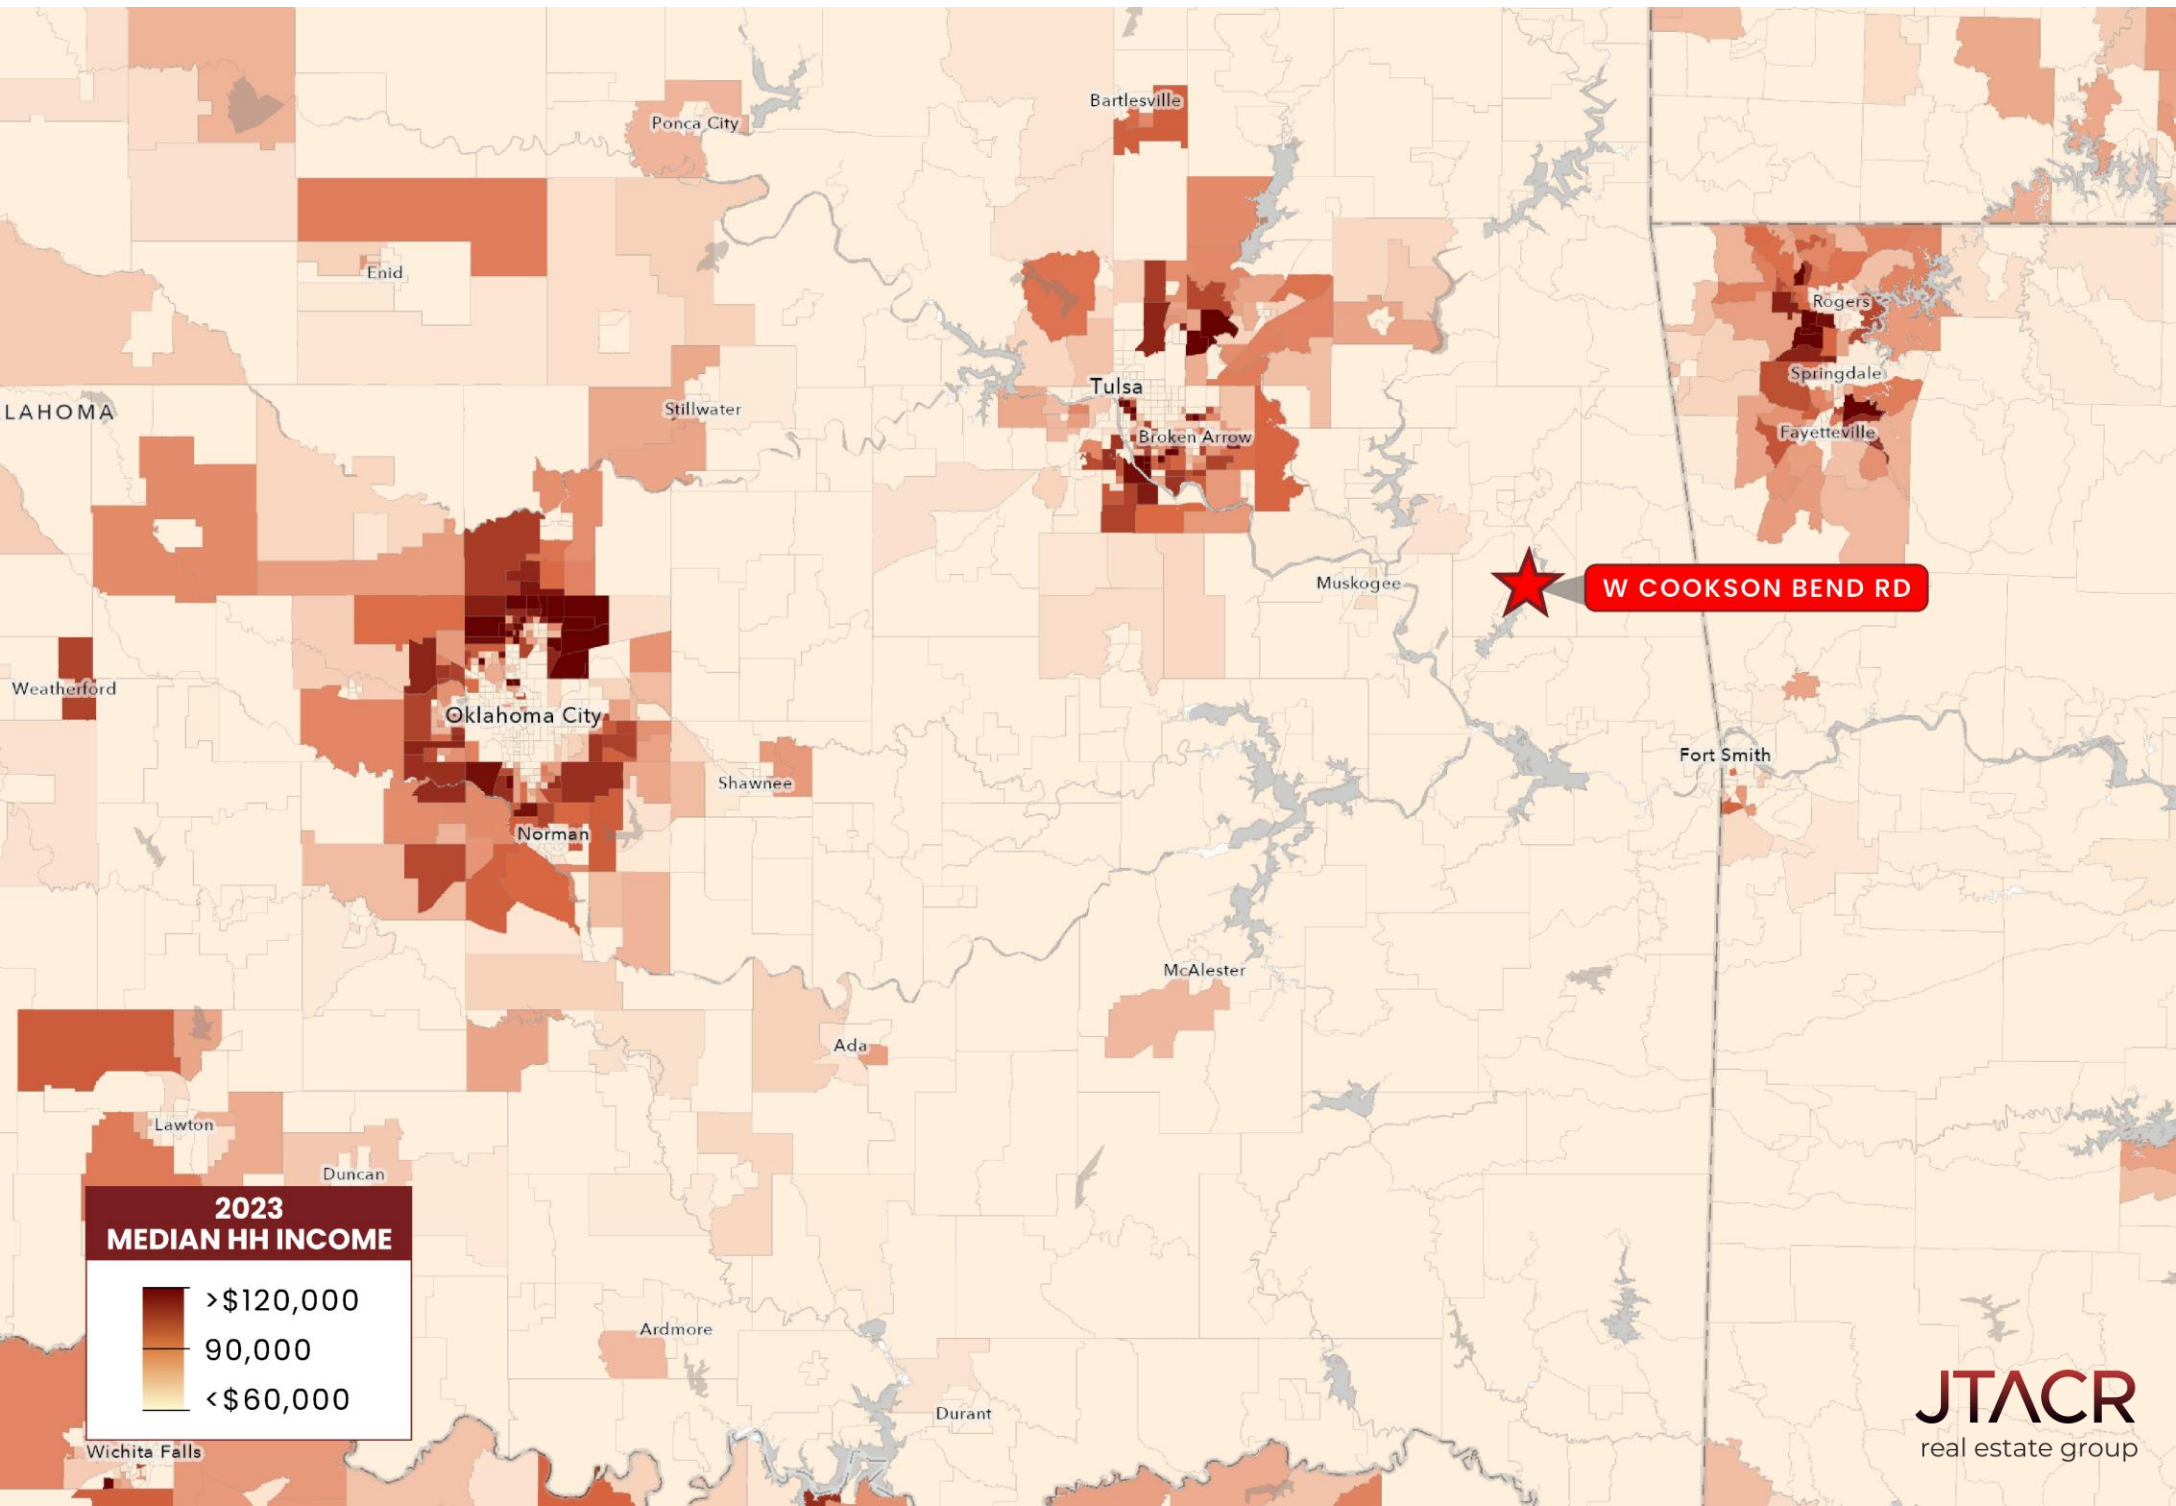 Bartlesville
Ponca City
Enid
Rogers
Springdale
Tulsa
Stillwater
LAHOMA
Broken Arrow
Fayetteville
Muskogee
W COOKSON BEND RD
Weatherford
Oklahoma City
Fort Smith
Shawnee
Norman
McAlester
Ada
Lawton
Duncan
2023
MEDIAN HH INCOME
>$120,000
90,000
<$60,000
Ardmore
Durant
Wichita Falls
JTACR
real estate group